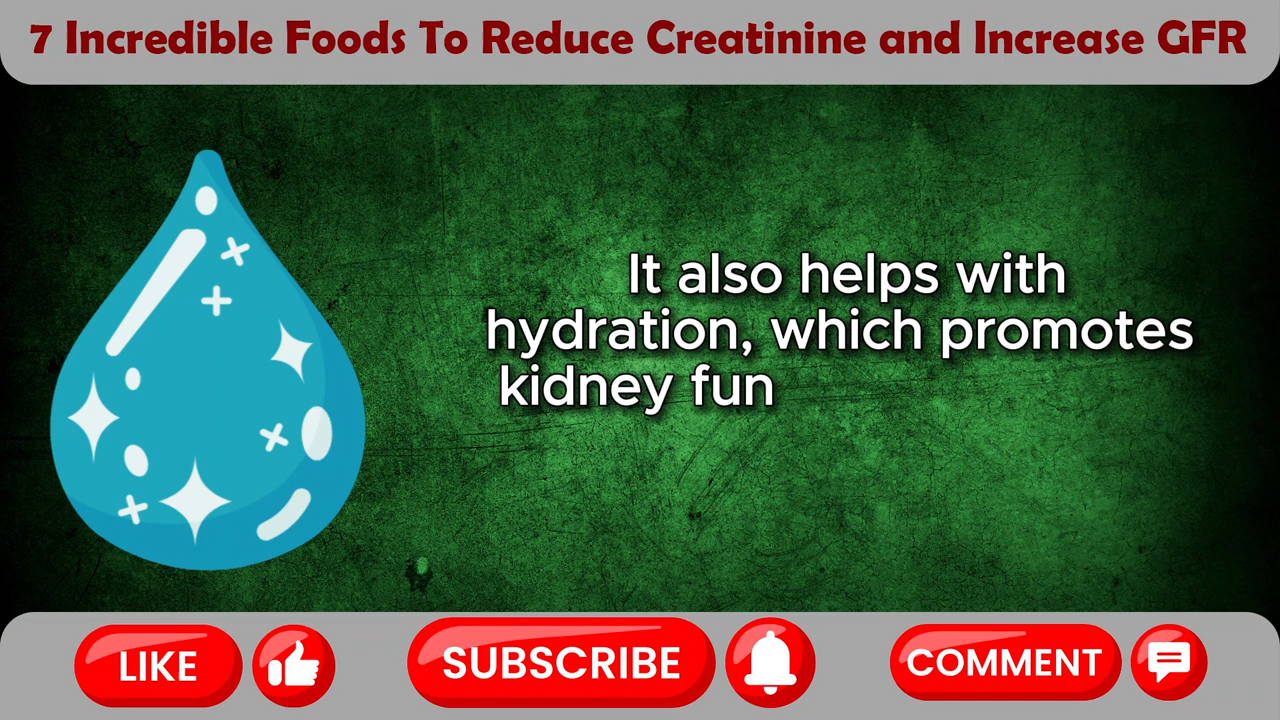 7 Incredible Foods To Reduce Creatinine and Increase GFR
It also helps with
hydration, which promotes
kidney fun
LIKE
SUBSCRIBE
COMMENT